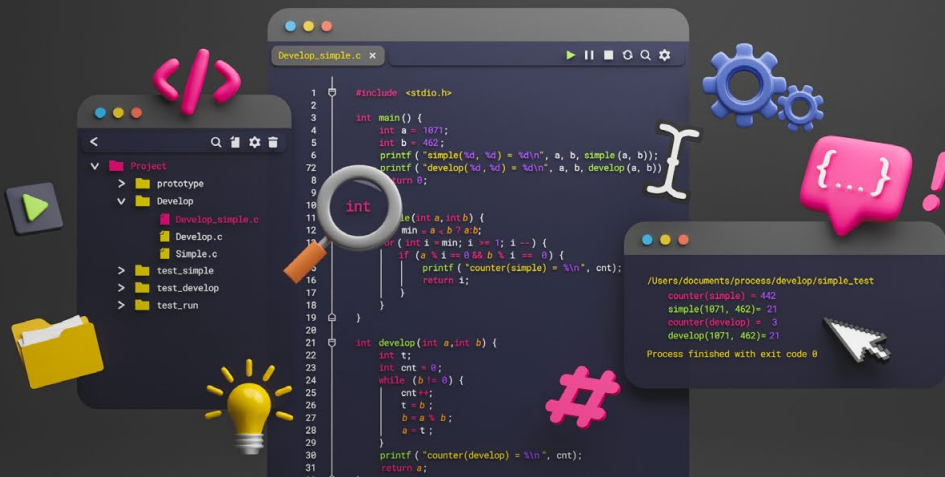 </>
Project
prototype
Develop
Develop_simple.c
Develop.c
Simple.c
test_simple
test_develop
test_run
Develop_simple.c ×
1 #include <stdio.h>
2
3 int main() {
4 int a = 1071;
5 int b = 462;
6 printf ( "simple(%d, %d) = %d\n", a, b, simple(a, b));
72 printf ( "develop(%d, %d) = %d\n", a, b, develop(a, b))
8 return 0;
9
10
int
11 le(int a, int b) {
12 min = a < b ? a:b;
13 or ( int i = min; i >= 1; i --) {
if (a % i == 0 && b % i == 0) {
printf ( "counter(simple) = %\n", cnt);
16 return i;
17 }
18 }
19 }
20
21 int develop(int a,int b) {
22 int t;
23 int cnt = 0;
24 while (b != 0) {
25 cnt ++;
26 t = b ;
27 b = a % b ;
28 a = t ;
29 }
30 printf ( "counter(develop) = %\n", cnt);
31 return a;
{...}
!
#
/Users/documents/process/develop/simple_test
counter(simple) = 442
simple(1071, 462)= 21
counter(develop) = 3
develop(1071, 462)= 21
Process finished with exit code 0